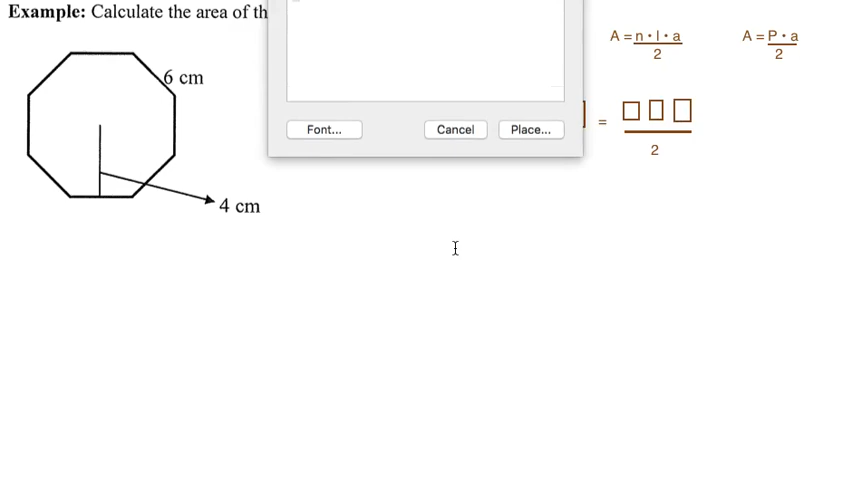 Example: Calculate the area of th
6 cm
4 cm
Font...
Cancel
Place...
A = n · l · a
2
A = P · a
2
=
2